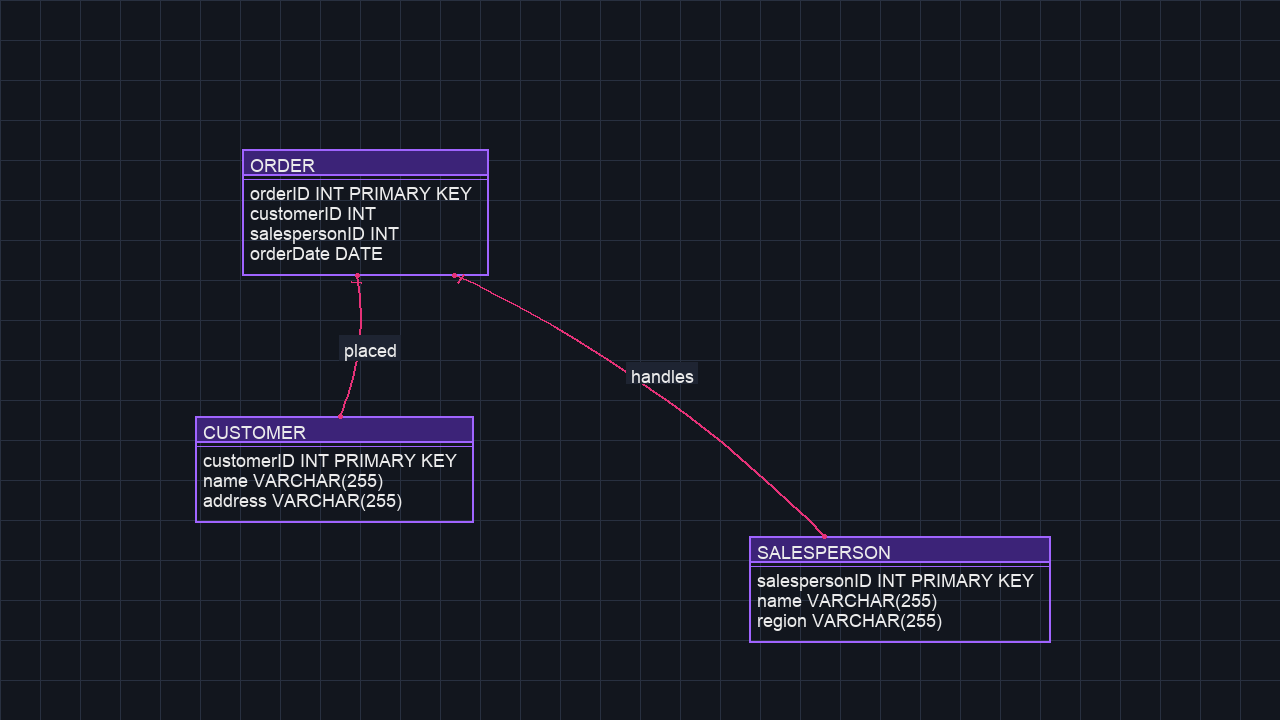 ORDER
orderID INT PRIMARY KEY
customerID INT
salespersonID INT
orderDate DATE
placed
handles
CUSTOMER
customerID INT PRIMARY KEY
name VARCHAR(255)
address VARCHAR(255)
SALESPERSON
salespersonID INT PRIMARY KEY
name VARCHAR(255)
region VARCHAR(255)